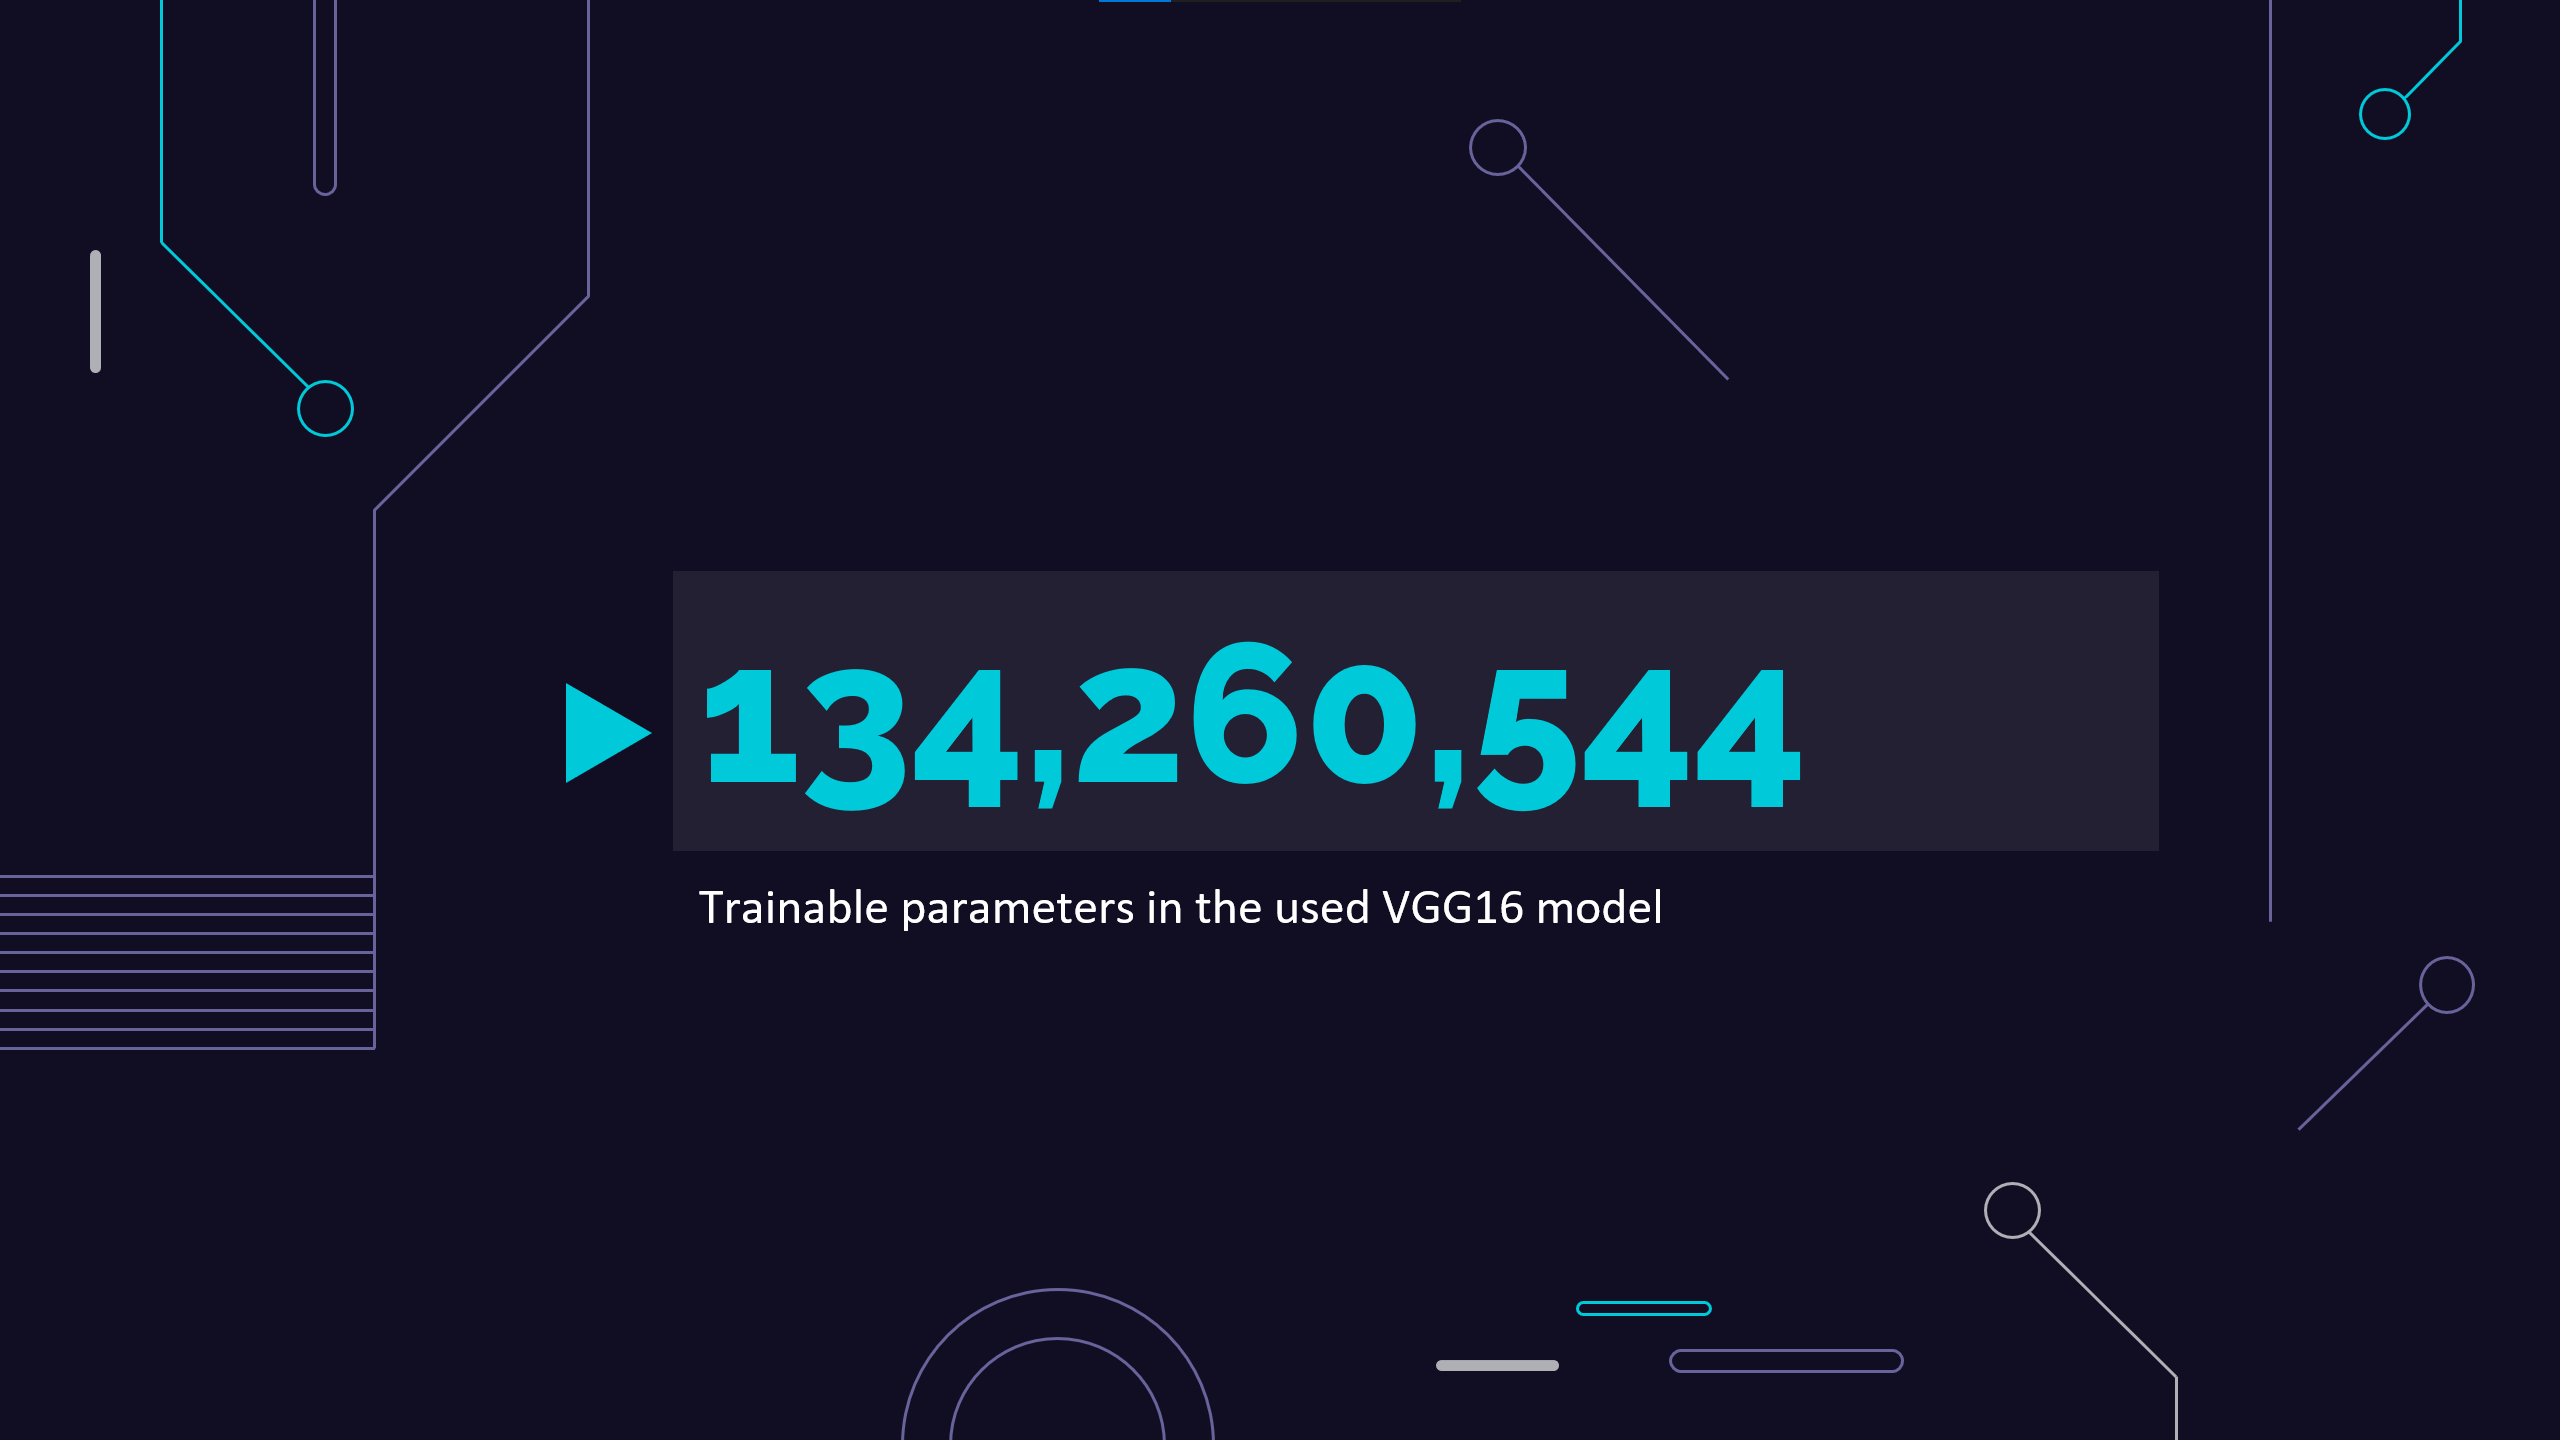 134,260,544
Trainable parameters in the used VGG16 model